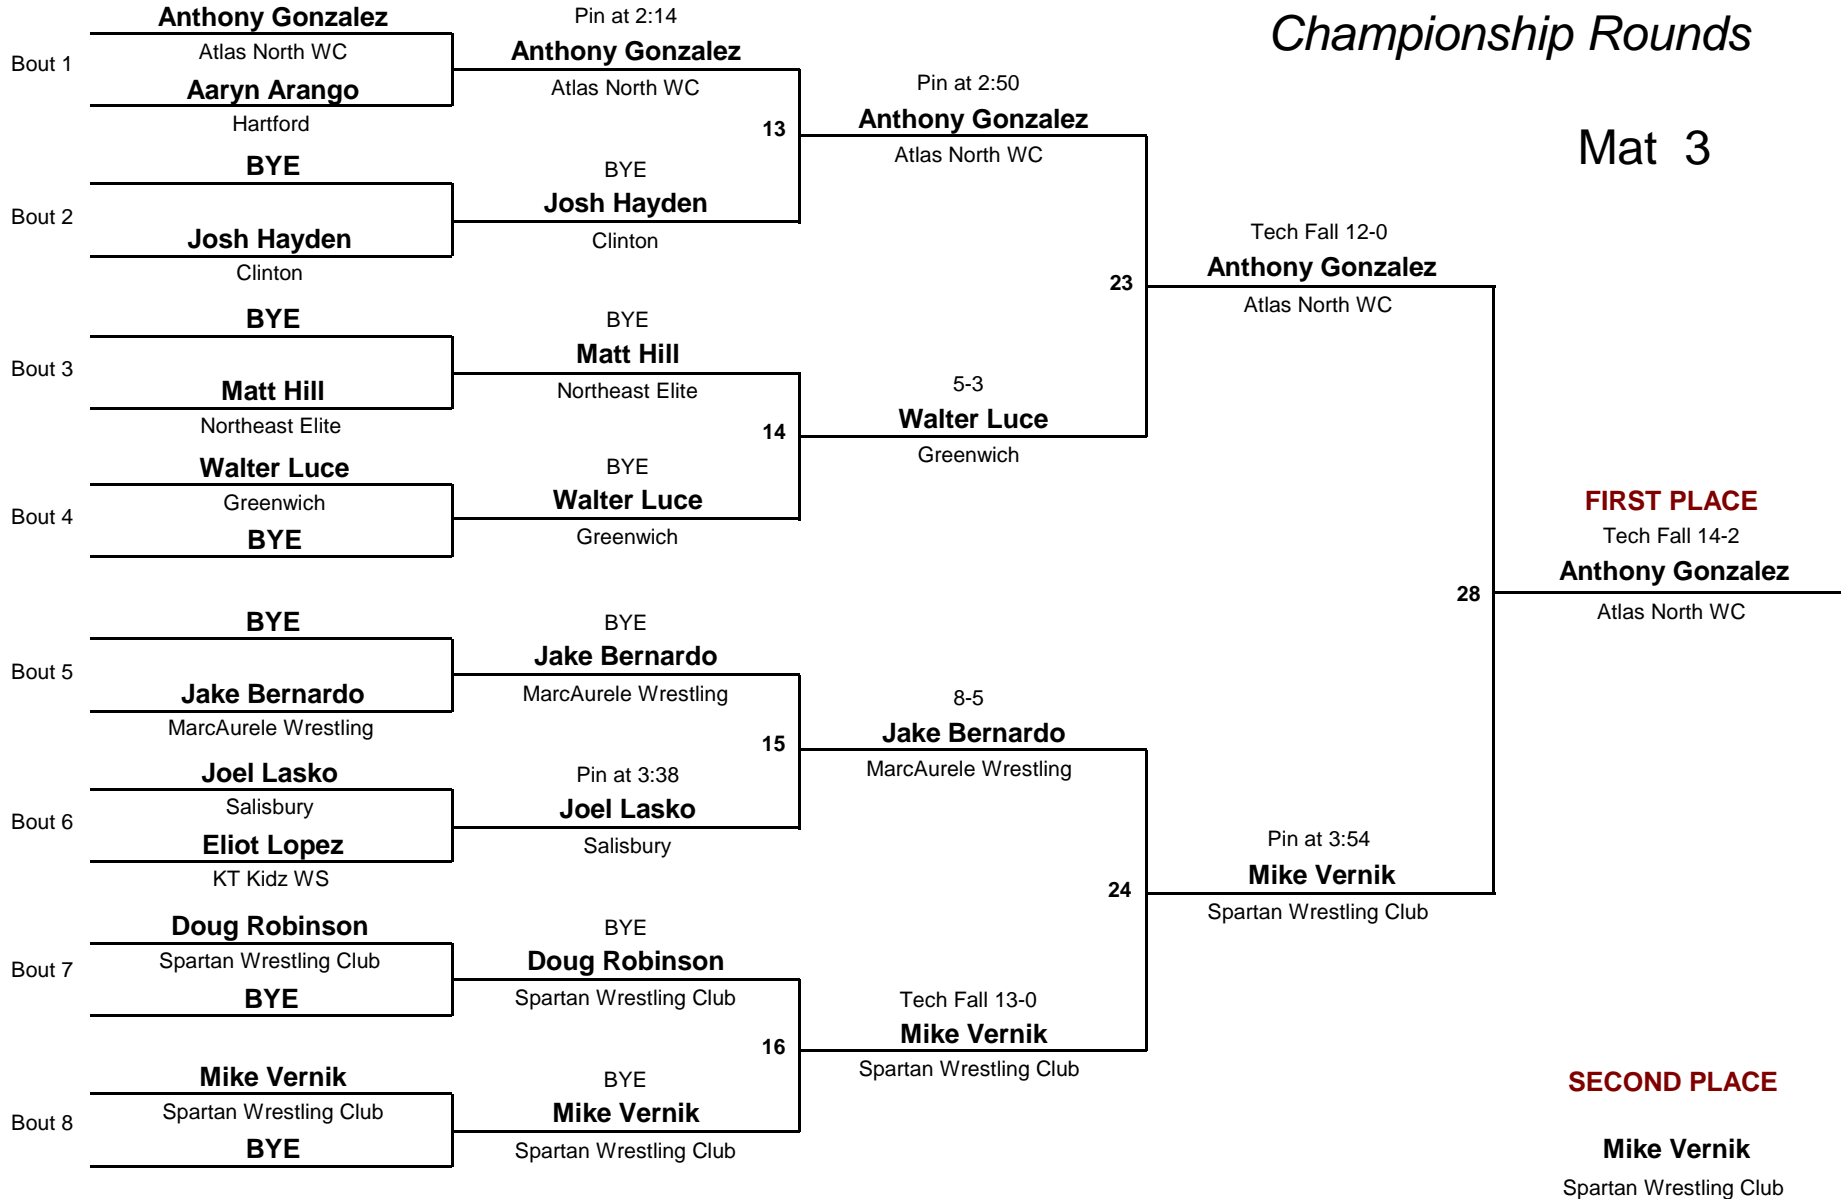 Championship Rounds
Mat 3
Bout 1
Anthony Gonzalez
Atlas North WC
Aaryn Arango
Hartford
Bout 2
BYE
Josh Hayden
Clinton
Bout 3
BYE
Matt Hill
Northeast Elite
Bout 4
Walter Luce
Greenwich
BYE
Bout 5
BYE
Jake Bernardo
MarcAurele Wrestling
Bout 6
Joel Lasko
Salisbury
Eliot Lopez
KT Kidz WS
Bout 7
Doug Robinson
Spartan Wrestling Club
BYE
Bout 8
Mike Vernik
Spartan Wrestling Club
BYE
Pin at 2:14
Anthony Gonzalez
Atlas North WC
13
BYE
Josh Hayden
Clinton
BYE
Matt Hill
Northeast Elite
14
BYE
Walter Luce
Greenwich
BYE
Jake Bernardo
MarcAurele Wrestling
15
Pin at 3:38
Joel Lasko
Salisbury
BYE
Doug Robinson
Spartan Wrestling Club
16
BYE
Mike Vernik
Spartan Wrestling Club
Pin at 2:50
Anthony Gonzalez
Atlas North WC
23
5-3
Walter Luce
Greenwich
8-5
Jake Bernardo
MarcAurele Wrestling
24
Tech Fall 13-0
Mike Vernik
Spartan Wrestling Club
Tech Fall 12-0
Anthony Gonzalez
Atlas North WC
28
Pin at 3:54
Mike Vernik
Spartan Wrestling Club
FIRST PLACE
Tech Fall 14-2
Anthony Gonzalez
Atlas North WC
SECOND PLACE
Mike Vernik
Spartan Wrestling Club